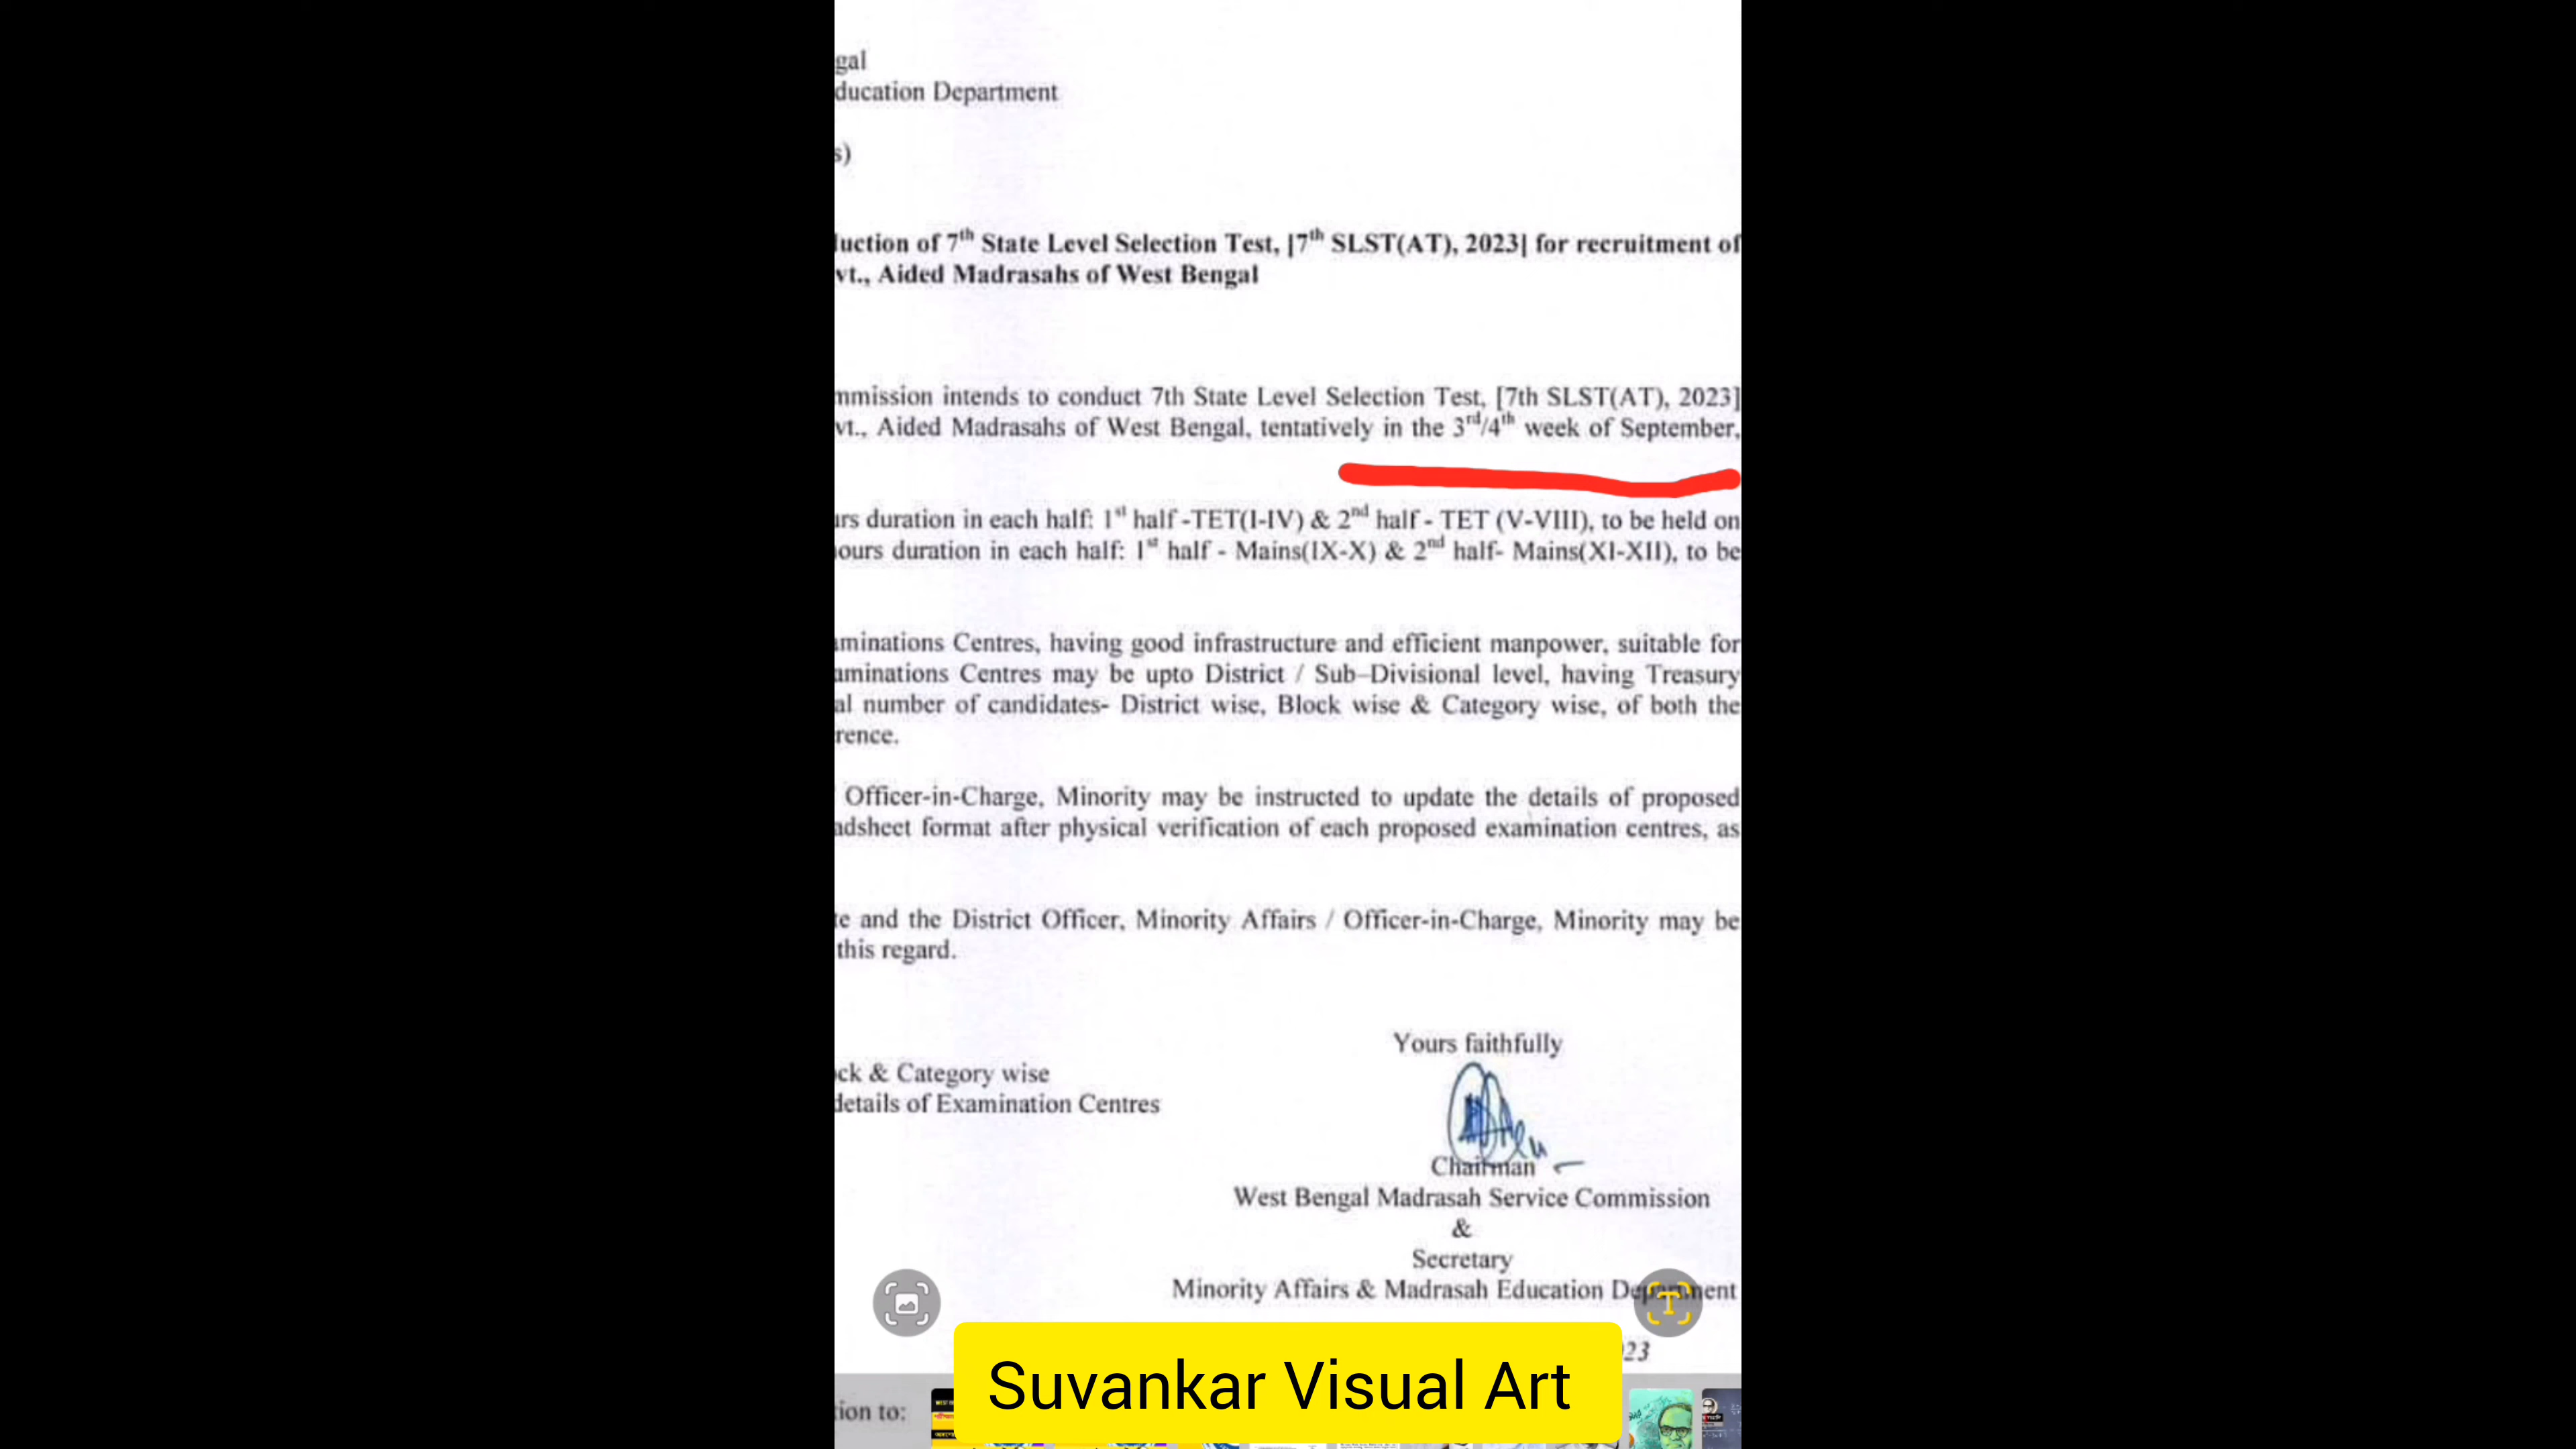 gal
ducation Department
s)
uction of 7th State Level Selection Test, [7th SLST(AT), 2023] for recruitment of
vt., Aided Madrasahs of West Bengal
mmission intends to conduct 7th State Level Selection Test, [7th SLST(AT), 2023]
vt., Aided Madrasahs of West Bengal, tentatively in the 3rd/4th week of September,
urs duration in each half: 1st half -TET(I-IV) & 2nd half - TET (V-VIII), to be held on
ours duration in each half: 1st half - Mains(IX-X) & 2nd half- Mains(XI-XII), to be
aminations Centres, having good infrastructure and efficient manpower, suitable for
aminations Centres may be upto District / Sub–Divisional level, having Treasury
al number of candidates- District wise, Block wise & Category wise, of both the
rence.
Officer-in-Charge, Minority may be instructed to update the details of proposed
adsheet format after physical verification of each proposed examination centres, as
te and the District Officer, Minority Affairs / Officer-in-Charge, Minority may be
this regard.
Yours faithfully
ck & Category wise
details of Examination Centres
Chairman
West Bengal Madrasah Service Commission
&
Secretary
Minority Affairs & Madrasah Education Department
23
Suvankar Visual Art
tion to: